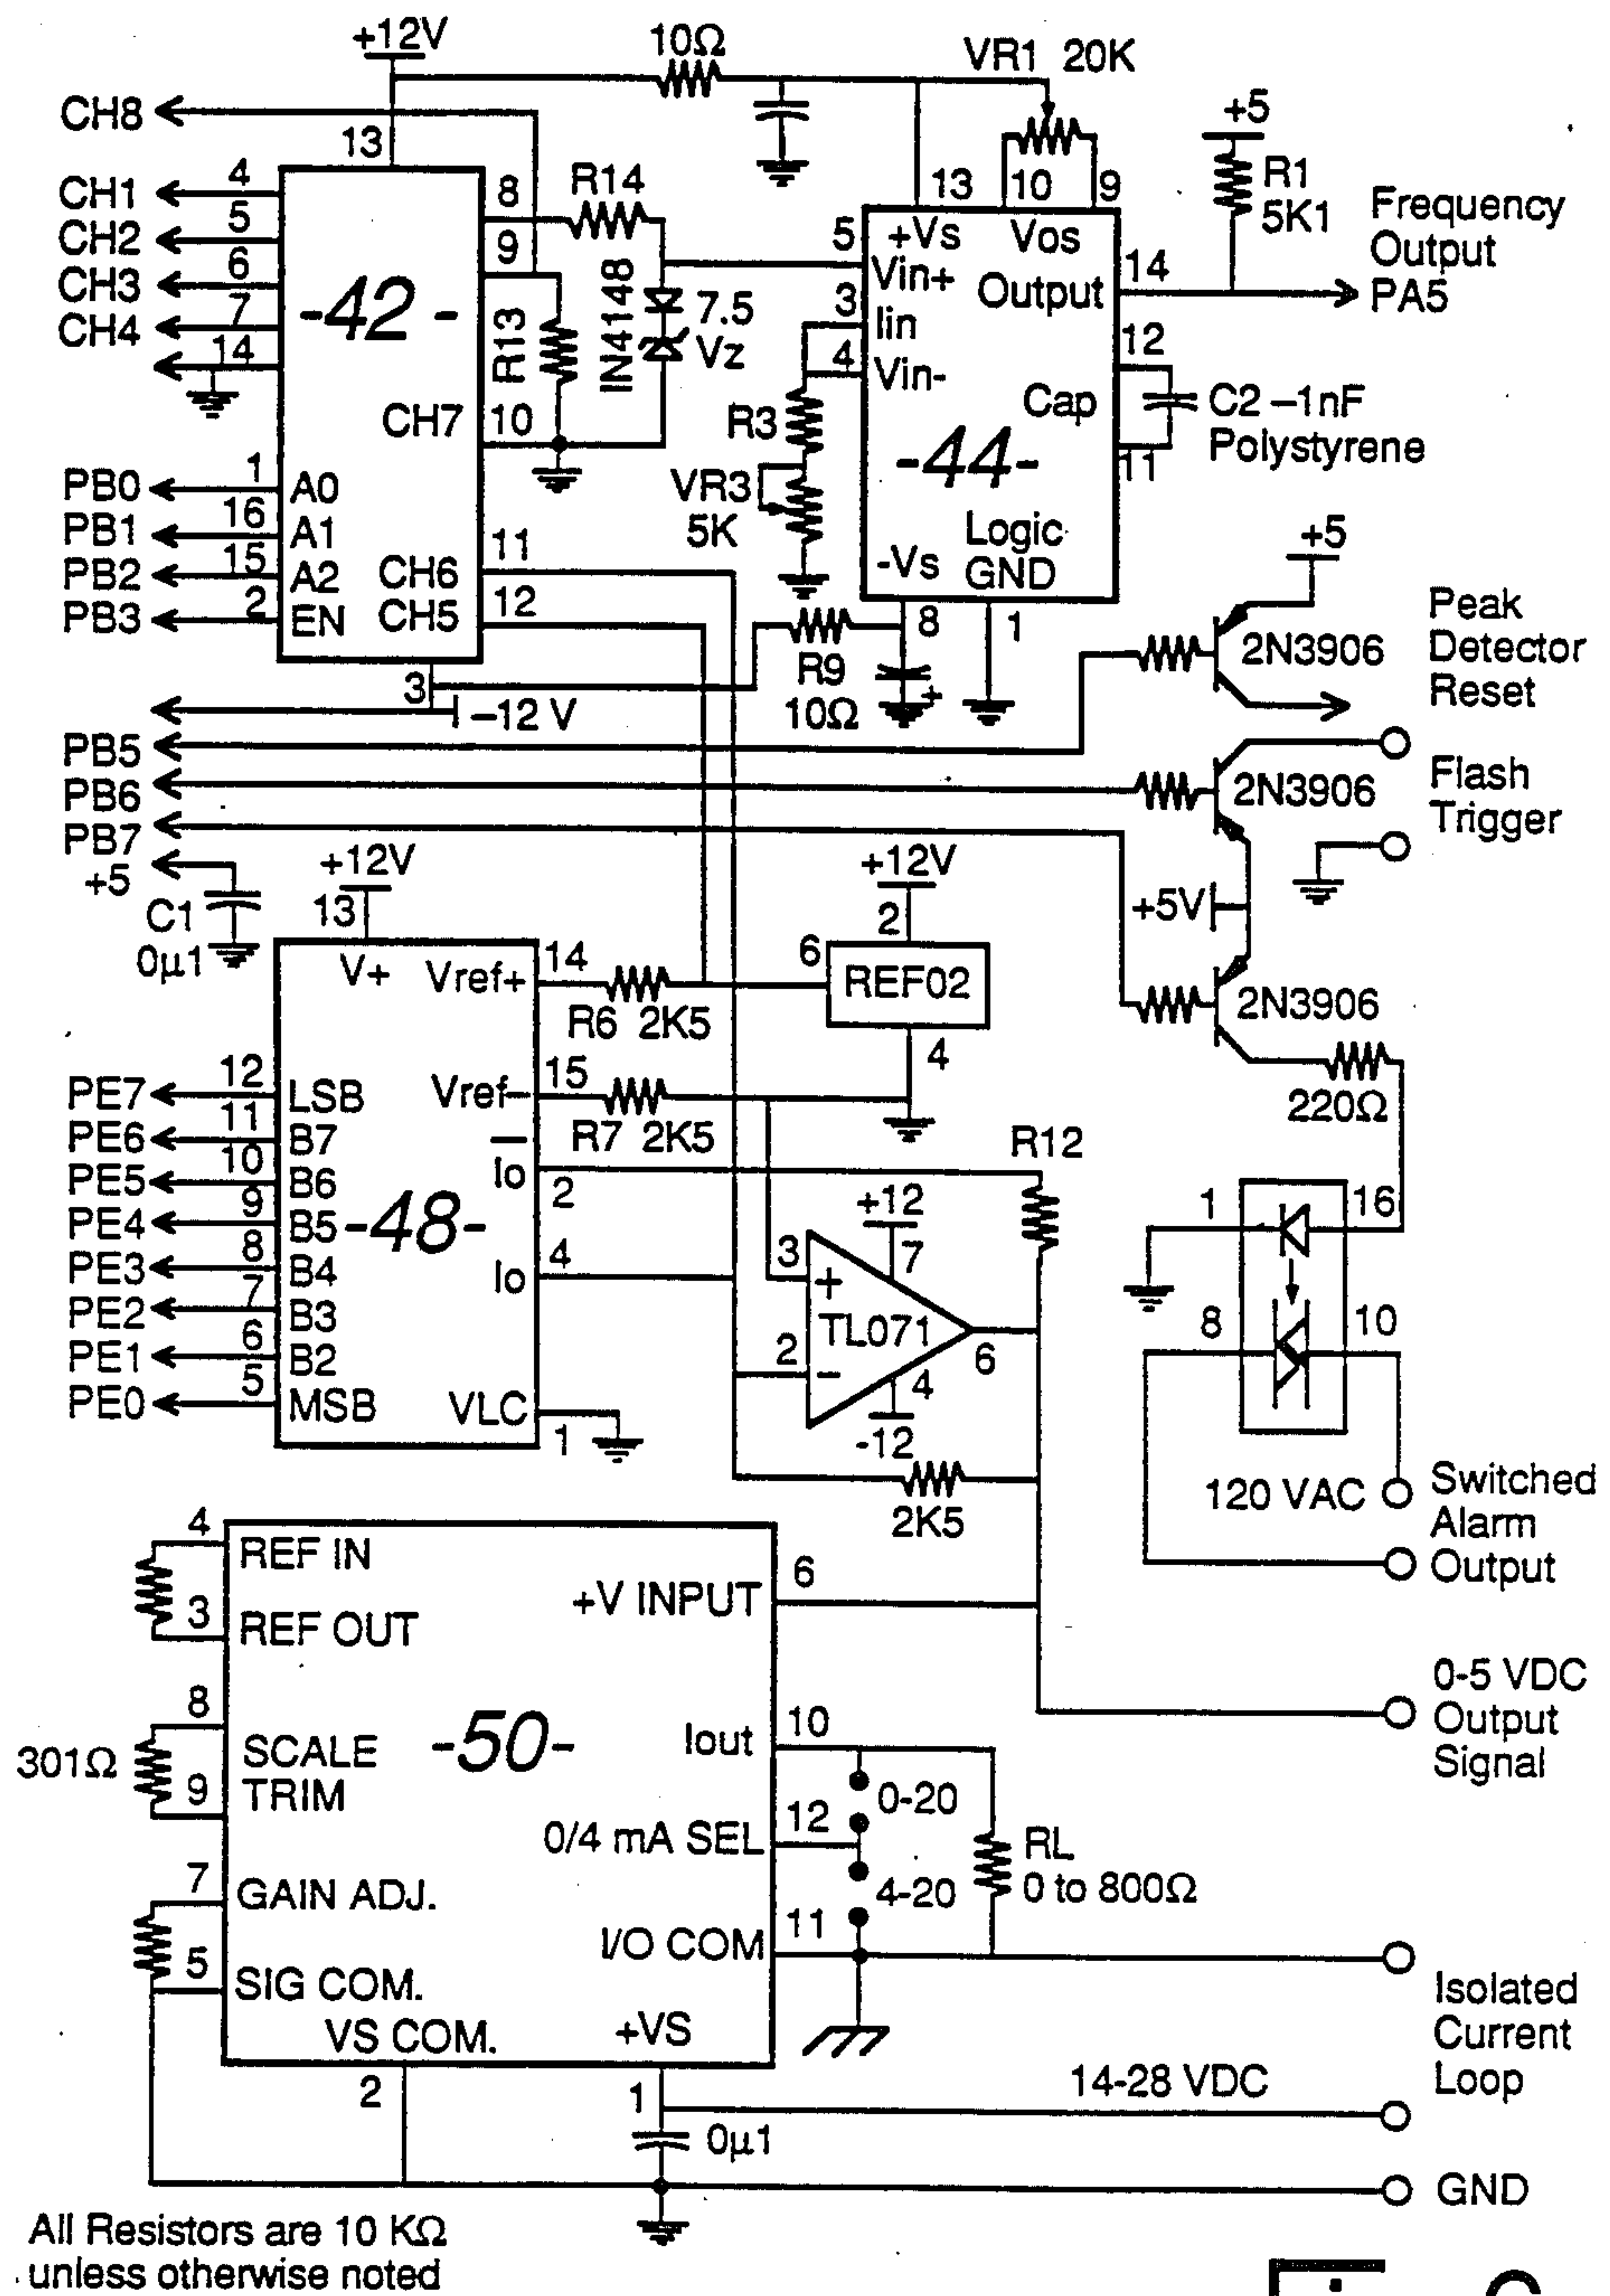 +12V
10Ω
VR1 20K
CH8
13
+5
CH1
4
CH2
5
CH3
6
CH4
7
14
8
R14
9
-42-
R13
IN4148
7.5
Vz
CH7
10
R1
5K1
Frequency
Output
PA5
13
10
9
+Vs
Vos
5
Vin+
Output
14
3
Iin
4
Vin-
12
Cap
C2 –1nF
Polystyrene
11
-44-
R3
VR3
5K
Logic
GND
-Vs
8
1
PB0
1
A0
PB1
16
A1
PB2
15
A2
PB3
2
EN
CH6
11
CH5
12
3
–12 V
R9
10Ω
+
+5
2N3906
Peak
Detector
Reset
PB5
PB6
PB7
+5
2N3906
Flash
Trigger
C1
0µ1
+12V
13
V+
+12V
2
+5V
Vref+
14
R6 2K5
6
REF02
4
2N3906
220Ω
Vref–
15
R7 2K5
PE7
12
LSB
PE6
11
B7
PE5
10
B6
PE4
9
B5
PE3
8
B4
PE2
7
B3
PE1
6
B2
PE0
5
MSB
-48-
Io
2
Io
4
R12
+12
7
3
+
TL071
2
–
6
4
-12
VLC
1
2K5
1
16
8
10
120 VAC
Switched
Alarm
Output
4
REF IN
3
REF OUT
+V INPUT
6
8
SCALE
TRIM
9
301Ω
-50-
Iout
10
0-20
0/4 mA SEL
12
4-20
RL
0 to 800Ω
0-5 VDC
Output
Signal
7
GAIN ADJ.
5
SIG COM.
I/O COM
11
VS COM.
+VS
2
1
0µ1
14-28 VDC
Isolated
Current
Loop
GND
All Resistors are 10 KΩ
unless otherwise noted